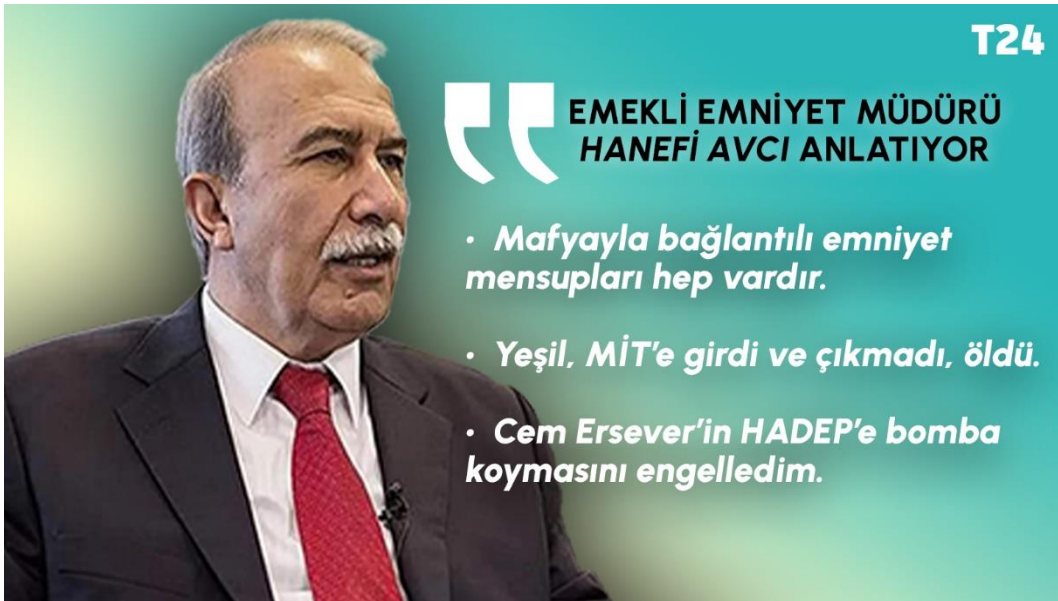 T24
EMEKLİ EMNİYET MÜDÜRÜ
HANEFİ AVCI ANLATIYOR
• Mafyayla bağlantılı emniyet
mensupları hep vardır.
• Yeşil, MİT'e girdi ve çıkmadı, öldü.
• Cem Ersever'in HADEP'e bomba
koymasını engelledim.